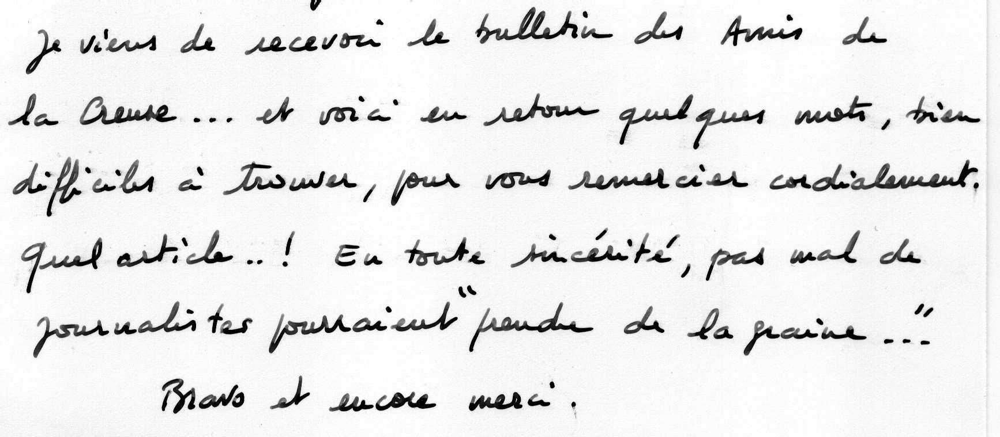 Je viens de recevoir le bulletin des Amis de
la Creuse... et voici en retour quelques mots, bien
difficiles à trouver, pour vous remercier cordialement.
Quel article..! En toute sincérité, pas mal de
journalistes pourraient "prendre de la graine..."
Bravo et encore merci.